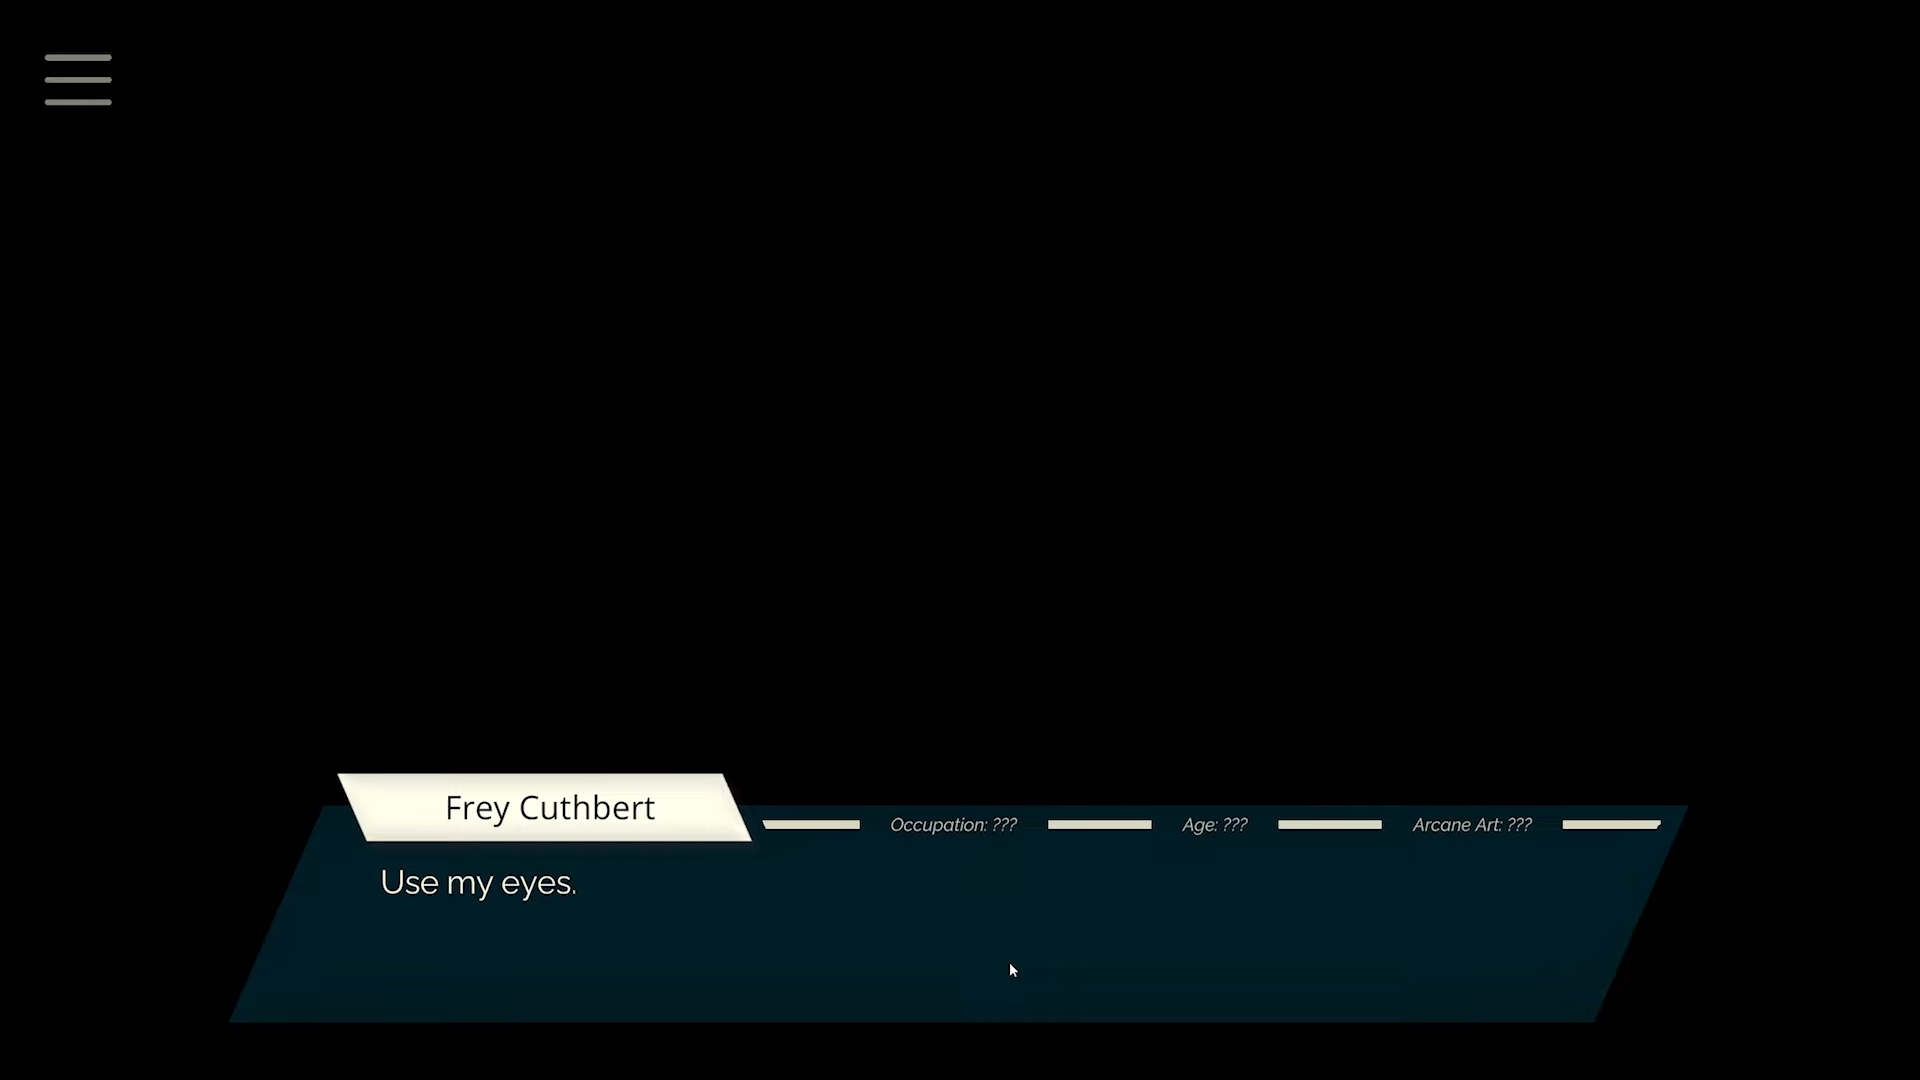 Frey Cuthbert
Occupation: ??? Age: ??? Arcane Art: ???
Use my eyes.